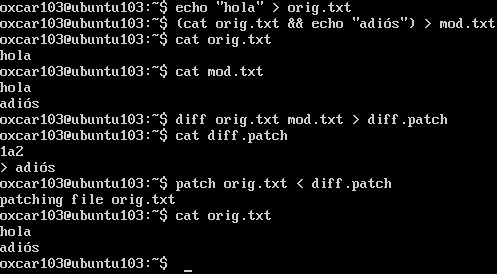 oxcar103@ubuntu103:~$ echo "hola" > orig.txt
oxcar103@ubuntu103:~$ (cat orig.txt && echo "adiós") > mod.txt
oxcar103@ubuntu103:~$ cat orig.txt
hola
oxcar103@ubuntu103:~$ cat mod.txt
hola
adiós
oxcar103@ubuntu103:~$ diff orig.txt mod.txt > diff.patch
oxcar103@ubuntu103:~$ cat diff.patch
1a2
> adiós
oxcar103@ubuntu103:~$ patch orig.txt < diff.patch
patching file orig.txt
oxcar103@ubuntu103:~$ cat orig.txt
hola
adiós
oxcar103@ubuntu103:~$ _